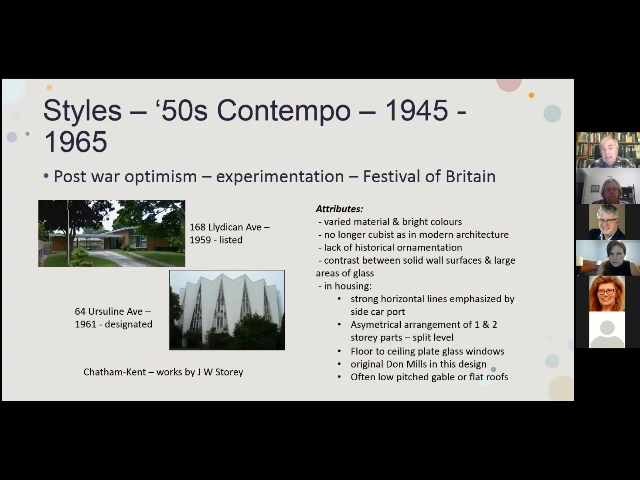 Styles – ‘50s Contempo – 1945 -
1965
• Post war optimism – experimentation – Festival of Britain
168 Llydican Ave –
1959 - listed
64 Ursuline Ave –
1961 - designated
Chatham-Kent – works by J W Storey
Attributes:
- varied material & bright colours
- no longer cubist as in modern architecture
- lack of historical ornamentation
- contrast between solid wall surfaces & large
areas of glass
- in housing:
• strong horizontal lines emphasized by
side car port
• Asymetrical arrangement of 1 & 2
storey parts – split level
• Floor to ceiling plate glass windows
• original Don Mills in this design
• Often low pitched gable or flat roofs